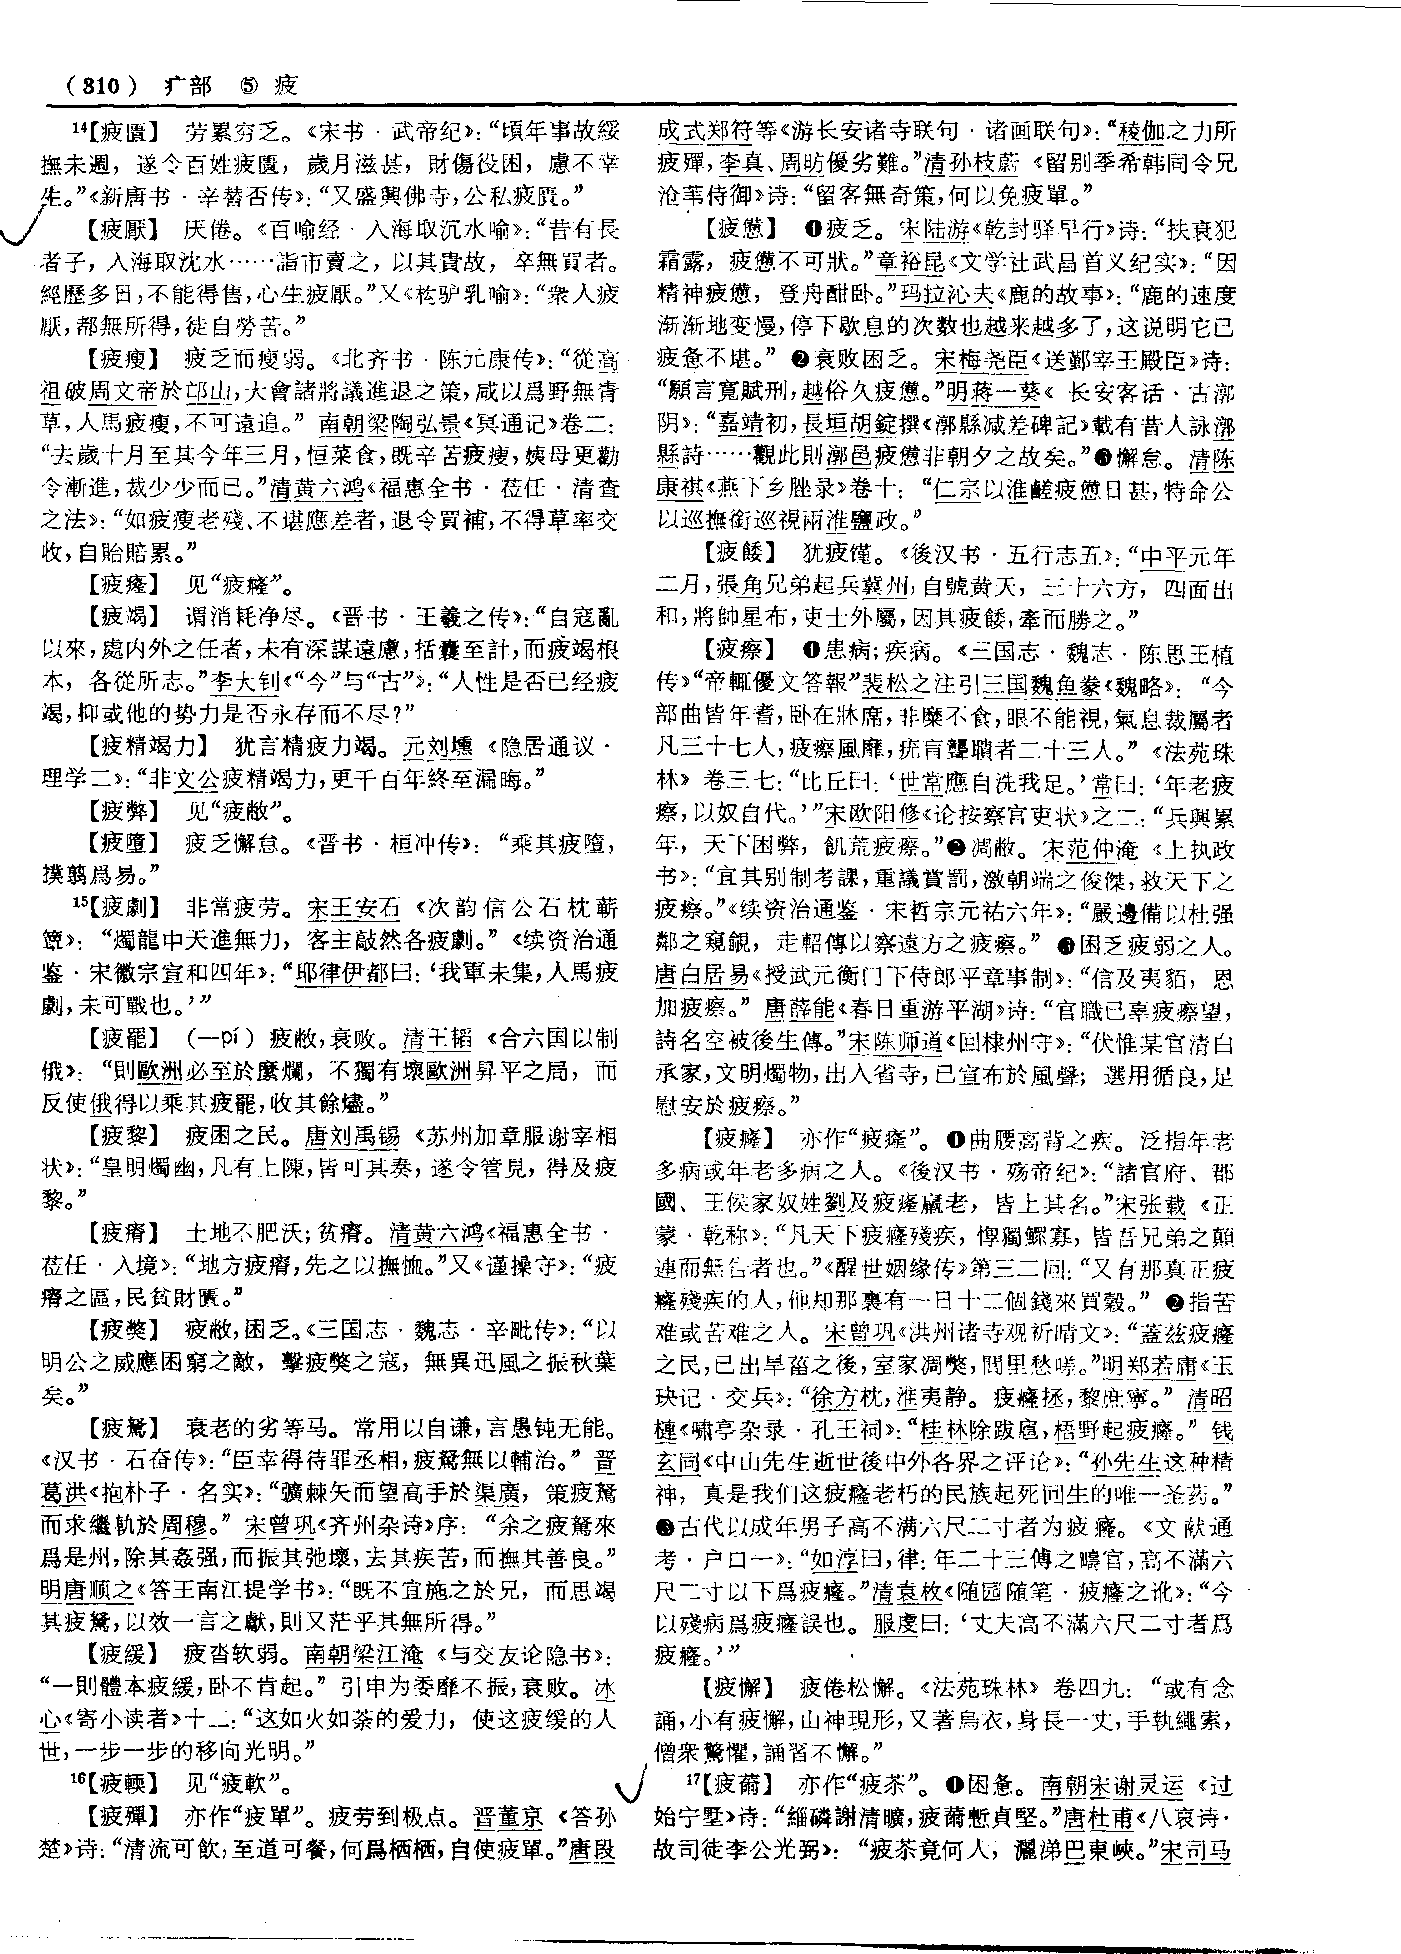 （310） 疒部 ⑤ 疲
14【疲匱】 劳累穷乏。《宋书·武帝纪》：“頃年事故綏
撫未週，遂令百姓疲匱，歲月滋甚，財傷役困，慮不幸
生。”《新唐书·辛替否传》：“又盛興佛寺，公私疲匱。”
【疲厭】 厌倦。《百喻经·入海取沉水喻》：“昔有長
者子，入海取沈水……詣市賣之，以其貴故，卒無買者。
經歷多日，不能得售，心生疲厭。”又《构驴乳喻》：“衆人疲
厭，都無所得，徒自勞苦。”
【疲瘦】 疲乏而瘦弱。《北齐书·陈元康传》：“從高
祖破周文帝於邙山，大會諸將議進退之策，咸以爲野無青
草，人馬疲瘦，不可遠追。” 南朝梁陶弘景《冥通记》卷二：
“去歲十月至其今年三月，恒菜食，既辛苦疲瘦，姨母更勸
令漸進，裁少少而已。”清黄六鸿《福惠全书·莅任·清查
之法》：“如疲瘦老殘、不堪應差者，退令買補，不得草率交
收，自貽賠累。”
【疲瘥】 见“疲癃”。
【疲竭】 谓消耗净尽。《晋书·王羲之传》：“自寇亂
以來，處内外之任者，未有深謀遠慮，括囊至計，而疲竭根
本，各從所志。”李大钊《“今”与“古”》：“人性是否已经疲
竭，抑或他的势力是否永存而不尽？”
【疲精竭力】 犹言精疲力竭。元刘壎《隐居通议·
理学二》：“非文公疲精竭力，更千百年終至漏晦。”
【疲弊】 见“疲敝”。
【疲墮】 疲乏懈怠。《晋书·桓冲传》：“乘其疲墮，
撲翦爲易。”
15【疲劇】 非常疲劳。宋王安石《次韵信公石枕蕲
簟》：“燭龍中天進無力，客主敲然各疲劇。”《续资治通
鉴·宋徽宗宣和四年》：“耶律伊都曰：‘我軍未集，人馬疲
劇，未可戰也。’”
【疲罷】 （—pí） 疲敝，衰败。清王韬《合六国以制
俄》：“則歐洲必至於麋爛，不獨有壞歐洲昇平之局，而
反使俄得以乘其疲罷，收其餘燼。”
【疲黎】 疲困之民。唐刘禹锡《苏州加章服谢宰相
状》：“皇明燭幽，凡有上陳，皆可其奏，遂令管見，得及疲
黎。”
【疲瘠】 土地不肥沃；贫瘠。清黄六鸿《福惠全书·
莅任·入境》：“地方疲瘠，先之以撫恤。”又《谨操守》：“疲
瘠之區，民貧財匱。”
【疲獘】 疲敝，困乏。《三国志·魏志·辛毗传》：“以
明公之威應困窮之敵，擊疲獘之寇，無異迅風之振秋葉
矣。”
【疲駑】 衰老的劣等马。常用以自谦，言愚钝无能。
《汉书·石奋传》：“臣幸得待罪丞相，疲駑無以輔治。”晋
葛洪《抱朴子·名实》：“驥棘矢而望高手於渠廣，策疲駑
而求繼軌於周穆。” 宋曾巩《齐州杂诗》序：“余之疲駑來
爲是州，除其姦强，而振其弛壞，去其疾苦，而撫其善良。”
明唐顺之《答王南江提学书》：“既不宜施之於兄，而思竭
其疲駑，以效一言之獻，則又茫乎其無所得。”
【疲緩】 疲沓软弱。南朝梁江淹《与交友论隐书》：
“一則體本疲緩，卧不肯起。”引申为委靡不振，衰败。冰
心《寄小读者》十二：“这如火如荼的爱力，使这疲缓的人
世，一步一步的移向光明。”
16【疲輭】 见“疲軟”。
【疲殫】 亦作“疲單”。疲劳到极点。晋董京《答孙
楚》诗：“清流可飲，至道可餐，何爲栖栖，自使疲單。”唐段
成式郑符等《游长安诸寺联句·诸画联句》：“稜伽之力所
疲殫，李真、周昉優劣難。”清孙枝蔚《留别季希韩同令兄
沧苇侍御》诗：“留客無奇策，何以免疲單。”
【疲憊】 ❶疲乏。宋陆游《乾封驿早行》诗：“扶衰犯
霜露，疲憊不可狀。”章裕昆《文学社武昌首义纪实》：“因
精神疲憊，登舟酣卧。”玛拉沁夫《鹿的故事》：“鹿的速度
渐渐地变慢，停下歇息的次数也越来越多了，这说明它已
疲惫不堪。” ❷衰败困乏。宋梅尧臣《送鄞宰王殿臣》诗：
“願言寬賦刑，越俗久疲憊。”明蒋一葵《长安客话·古漷
阴》：“嘉靖初，長垣胡錠撰《漷縣減差碑記》載有昔人詠漷
縣詩……觀此則漷邑疲憊非朝夕之故矣。”❸懈怠。清陈
康祺《燕下乡脞录》卷十：“仁宗以淮鹺疲憊日甚，特命公
以巡撫銜巡視兩淮鹽政。”
【疲餧】 犹疲馑。《後汉书·五行志五》：“中平元年
二月，張角兄弟起兵冀州，自號黄天，三十六方，四面出
和，將帥星布，吏士外屬，因其疲餧，牽而勝之。”
【疲瘵】 ❶患病；疾病。《三国志·魏志·陈思王植
传》“帝輒優文答報”裴松之注引三国魏鱼豢《魏略》：“今
部曲皆年耆，卧在牀席，非糜不食，眼不能視，氣息裁屬者
凡三十七人，疲瘵風靡，疣盲聾聵者二十三人。”《法苑珠
林》卷三七：“比丘曰：‘世常應自洗我足。’常曰：‘年老疲
瘵，以奴自代。’”宋欧阳修《论按察官吏状》之二：“兵興累
年，天下困弊，飢荒疲瘵。”❷凋敝。宋范仲淹《上执政
书》：“宜其别制考課，重議賞罰，激朝端之俊傑，救天下之
疲瘵。”《续资治通鉴·宋哲宗元祐六年》：“嚴邊備以杜强
鄰之窺覦，走軺傳以察遠方之疲瘵。” ❸困乏疲弱之人。
唐白居易《授武元衡门下侍郎平章事制》：“信及夷貊，恩
加疲瘵。”唐薛能《春日重游平湖》诗：“官職已辜疲瘵望，
詩名空被後生傳。”宋陈师道《回棣州守》：“伏惟某官清白
承家，文明燭物，出入省寺，已宣布於風聲；選用循良，足
慰安於疲瘵。”
【疲癃】 亦作“疲㾭”。❶曲腰高背之疾。泛指年老
多病或年老多病之人。《後汉书·殇帝纪》：“諸官府、郡
國、王侯家奴姓劉及疲癃羸老，皆上其名。”宋张载《正
蒙·乾称》：“凡天下疲癃殘疾，惸獨鰥寡，皆吾兄弟之顛
連而無告者也。”《醒世姻缘传》第三二回：“又有那真正疲
癃殘疾的人，他却那裏有一日十二個錢來買穀。” ❷指苦
难或苦难之人。宋曾巩《洪州诸寺观祈晴文》：“蓋兹疲癃
之民，已出旱菑之後，室家凋獘，閭里愁嗟。”明郑若庸《玉
玦记·交兵》：“徐方枕，淮夷静。疲癃拯，黎庶寧。”清昭
梿《啸亭杂录·孔王祠》：“桂林除跋扈，梧野起疲癃。”钱
玄同《中山先生逝世後中外各界之评论》：“孙先生这种精
神，真是我们这疲癃老朽的民族起死回生的唯一圣药。”
❸古代以成年男子高不满六尺二寸者为疲癃。《文献通
考·户口一》：“如淳曰，律：年二十三傅之疇官，高不滿六
尺二寸以下爲疲癃。”清袁枚《随园随笔·疲癃之讹》：“今
以殘病爲疲癃誤也。服虔曰：‘丈夫高不滿六尺二寸者爲
疲癃。’”
【疲懈】 疲倦松懈。《法苑珠林》卷四九：“或有念
誦，小有疲懈，山神現形，又著烏衣，身長一丈，手執繩索，
僧衆驚懼，誦習不懈。”
17【疲薾】 亦作“疲苶”。❶困惫。南朝宋谢灵运《过
始宁墅》诗：“緇磷謝清曠，疲薾慙貞堅。”唐杜甫《八哀诗·
故司徒李公光弼》：“疲苶竟何人，灑涕巴東峽。”宋司马